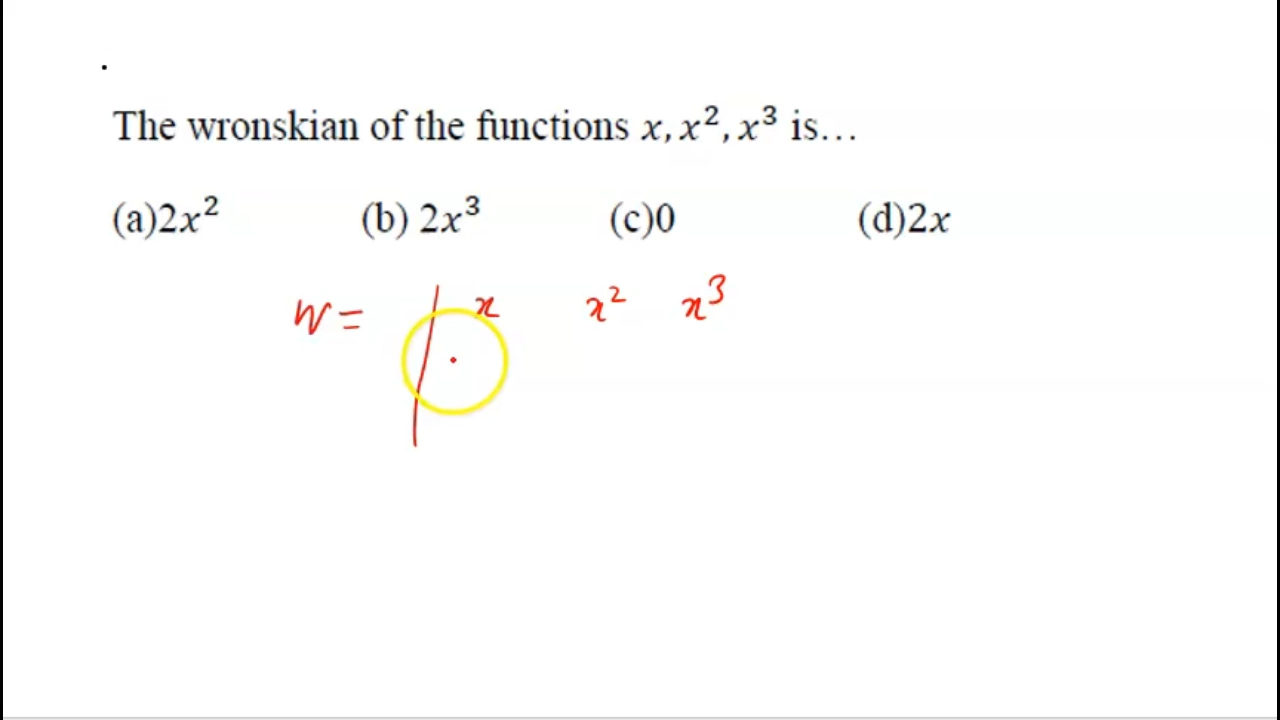 .
The wronskian of the functions x, x², x³ is…
(a)2x² (b) 2x³ (c)0 (d)2x
W = | x x² x³